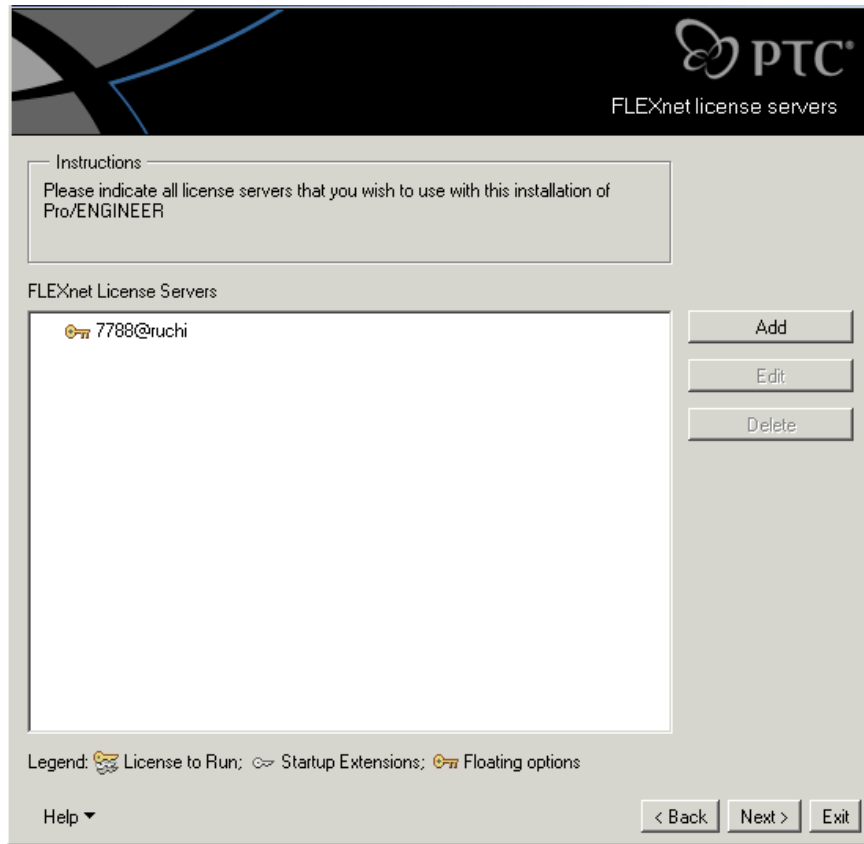 PTC®
FLEXnet license servers
Instructions
Please indicate all license servers that you wish to use with this installation of
Pro/ENGINEER
FLEXnet License Servers
7788@ruchi
Add
Edit
Delete
Legend: License to Run; Startup Extensions; Floating options
Help
< Back Next > Exit